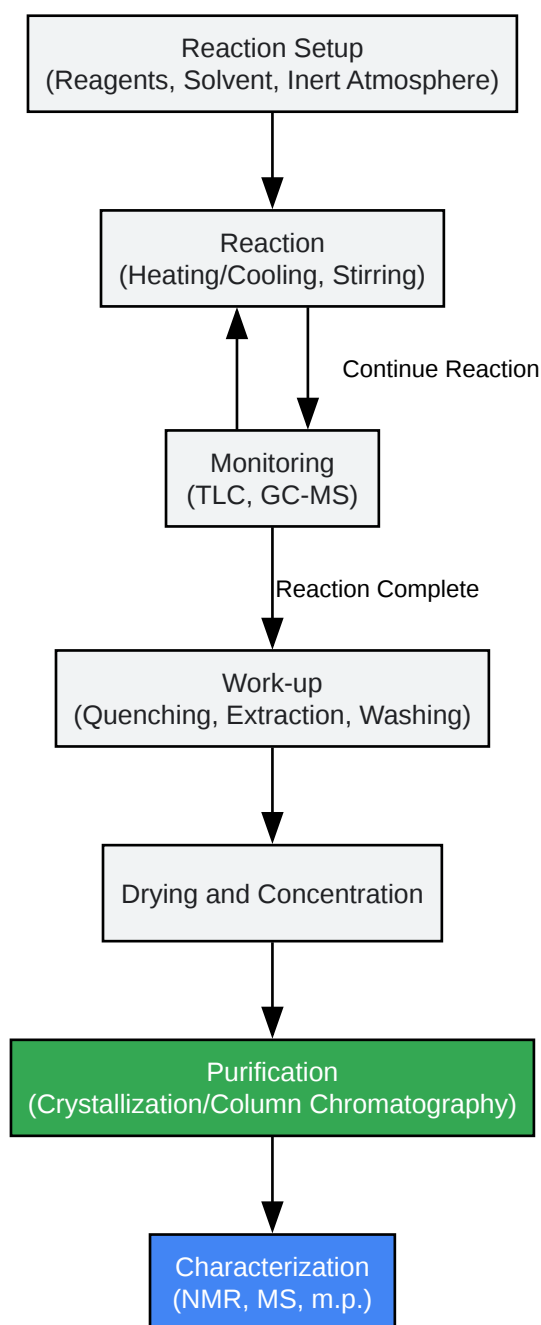 Reaction Setup
(Reagents, Solvent, Inert Atmosphere)
Reaction
(Heating/Cooling, Stirring)
Continue Reaction
Monitoring
(TLC, GC-MS)
Reaction Complete
Work-up
(Quenching, Extraction, Washing)
Drying and Concentration
Purification
(Crystallization/Column Chromatography)
Characterization
(NMR, MS, m.p.)